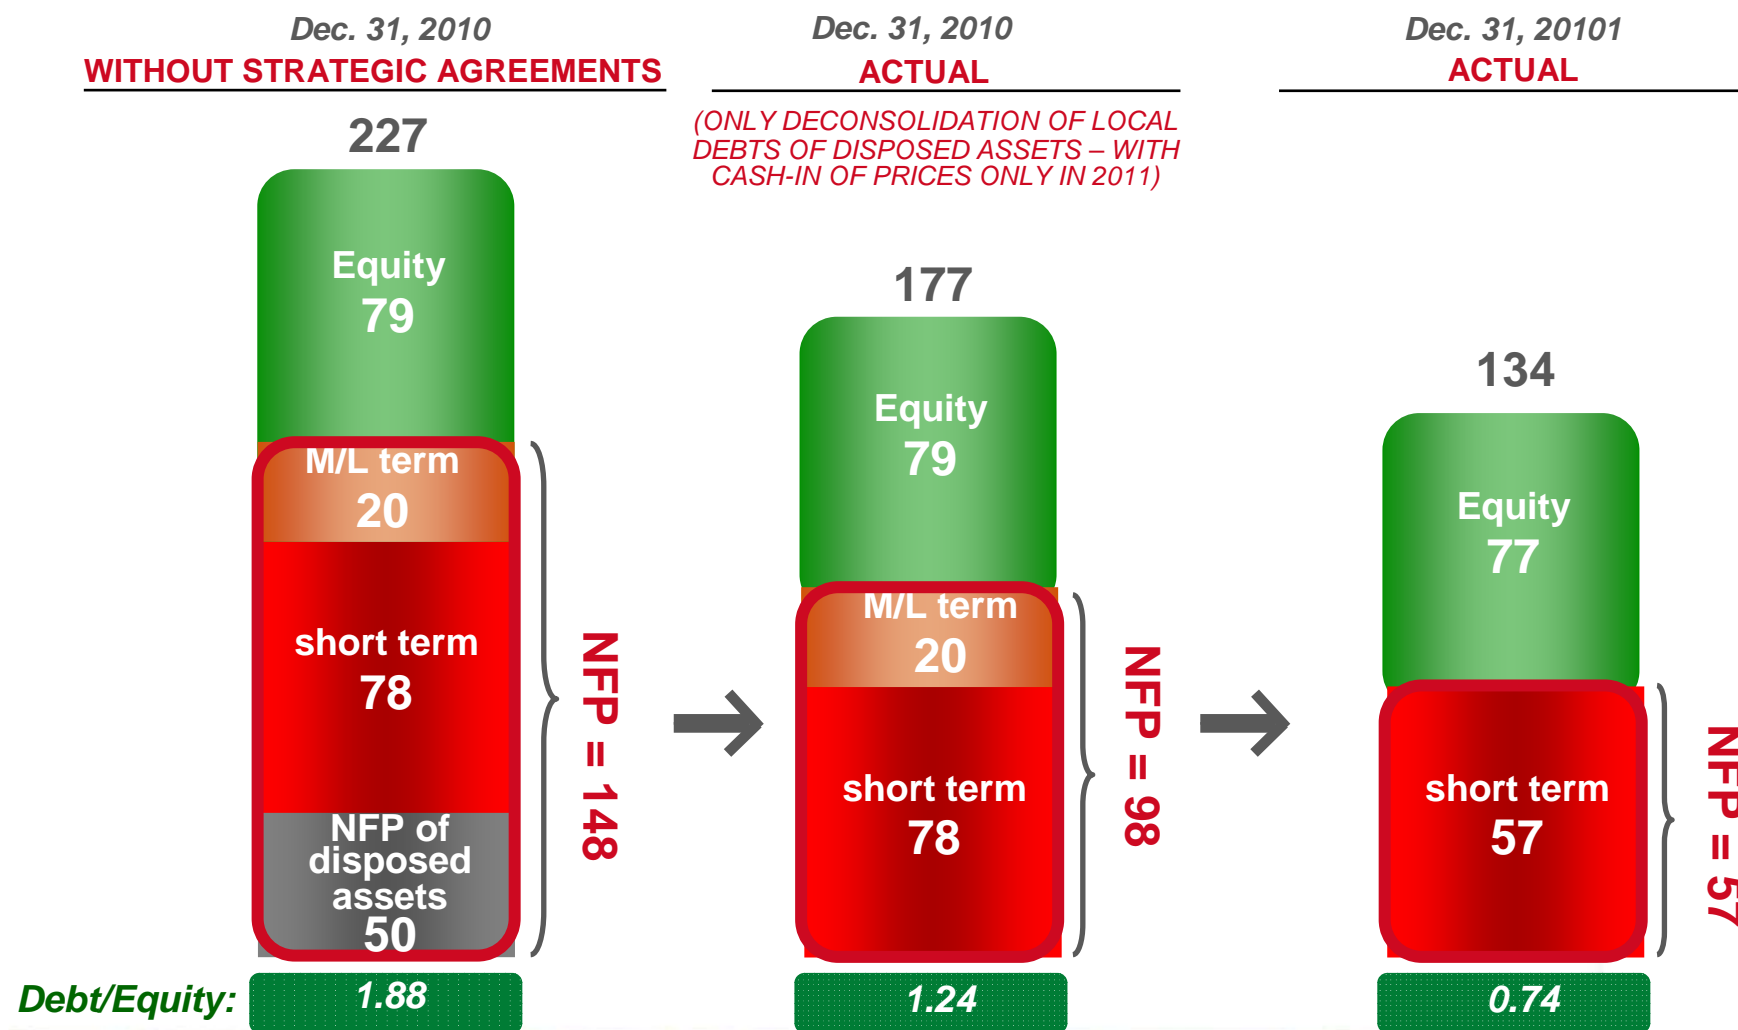 Dec. 31, 2010
WITHOUT STRATEGIC AGREEMENTS
227
Equity
79
M/L term
20
short term
78
NFP of
disposed
assets
50
NFP = 148
Dec. 31, 2010
ACTUAL
(ONLY DECONSOLIDATION OF LOCAL
DEBTS OF DISPOSED ASSETS – WITH
CASH-IN OF PRICES ONLY IN 2011)
177
Equity
79
M/L term
20
short term
78
NFP = 98
Dec. 31, 20101
ACTUAL
134
Equity
77
short term
57
NFP = 57
Debt/Equity: 1.88 1.24 0.74